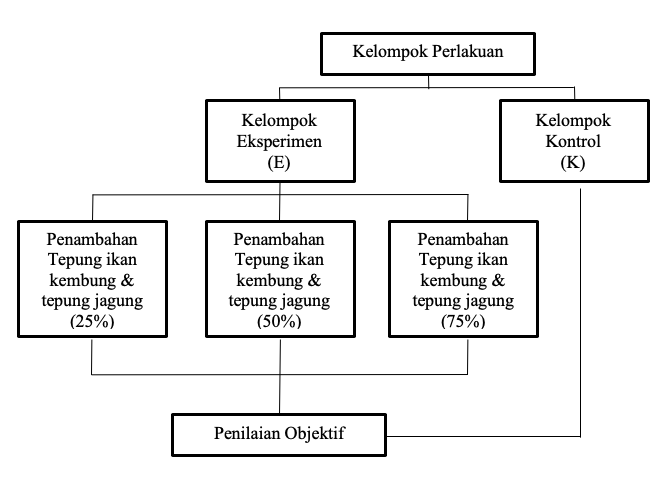 Kelompok Perlakuan
Kelompok
Eksperimen
(E)
Kelompok
Kontrol
(K)
Penambahan
Tepung ikan
kembung &
tepung jagung
(25%)
Penambahan
Tepung ikan
kembung &
tepung jagung
(50%)
Penambahan
Tepung ikan
kembung &
tepung jagung
(75%)
Penilaian Objektif